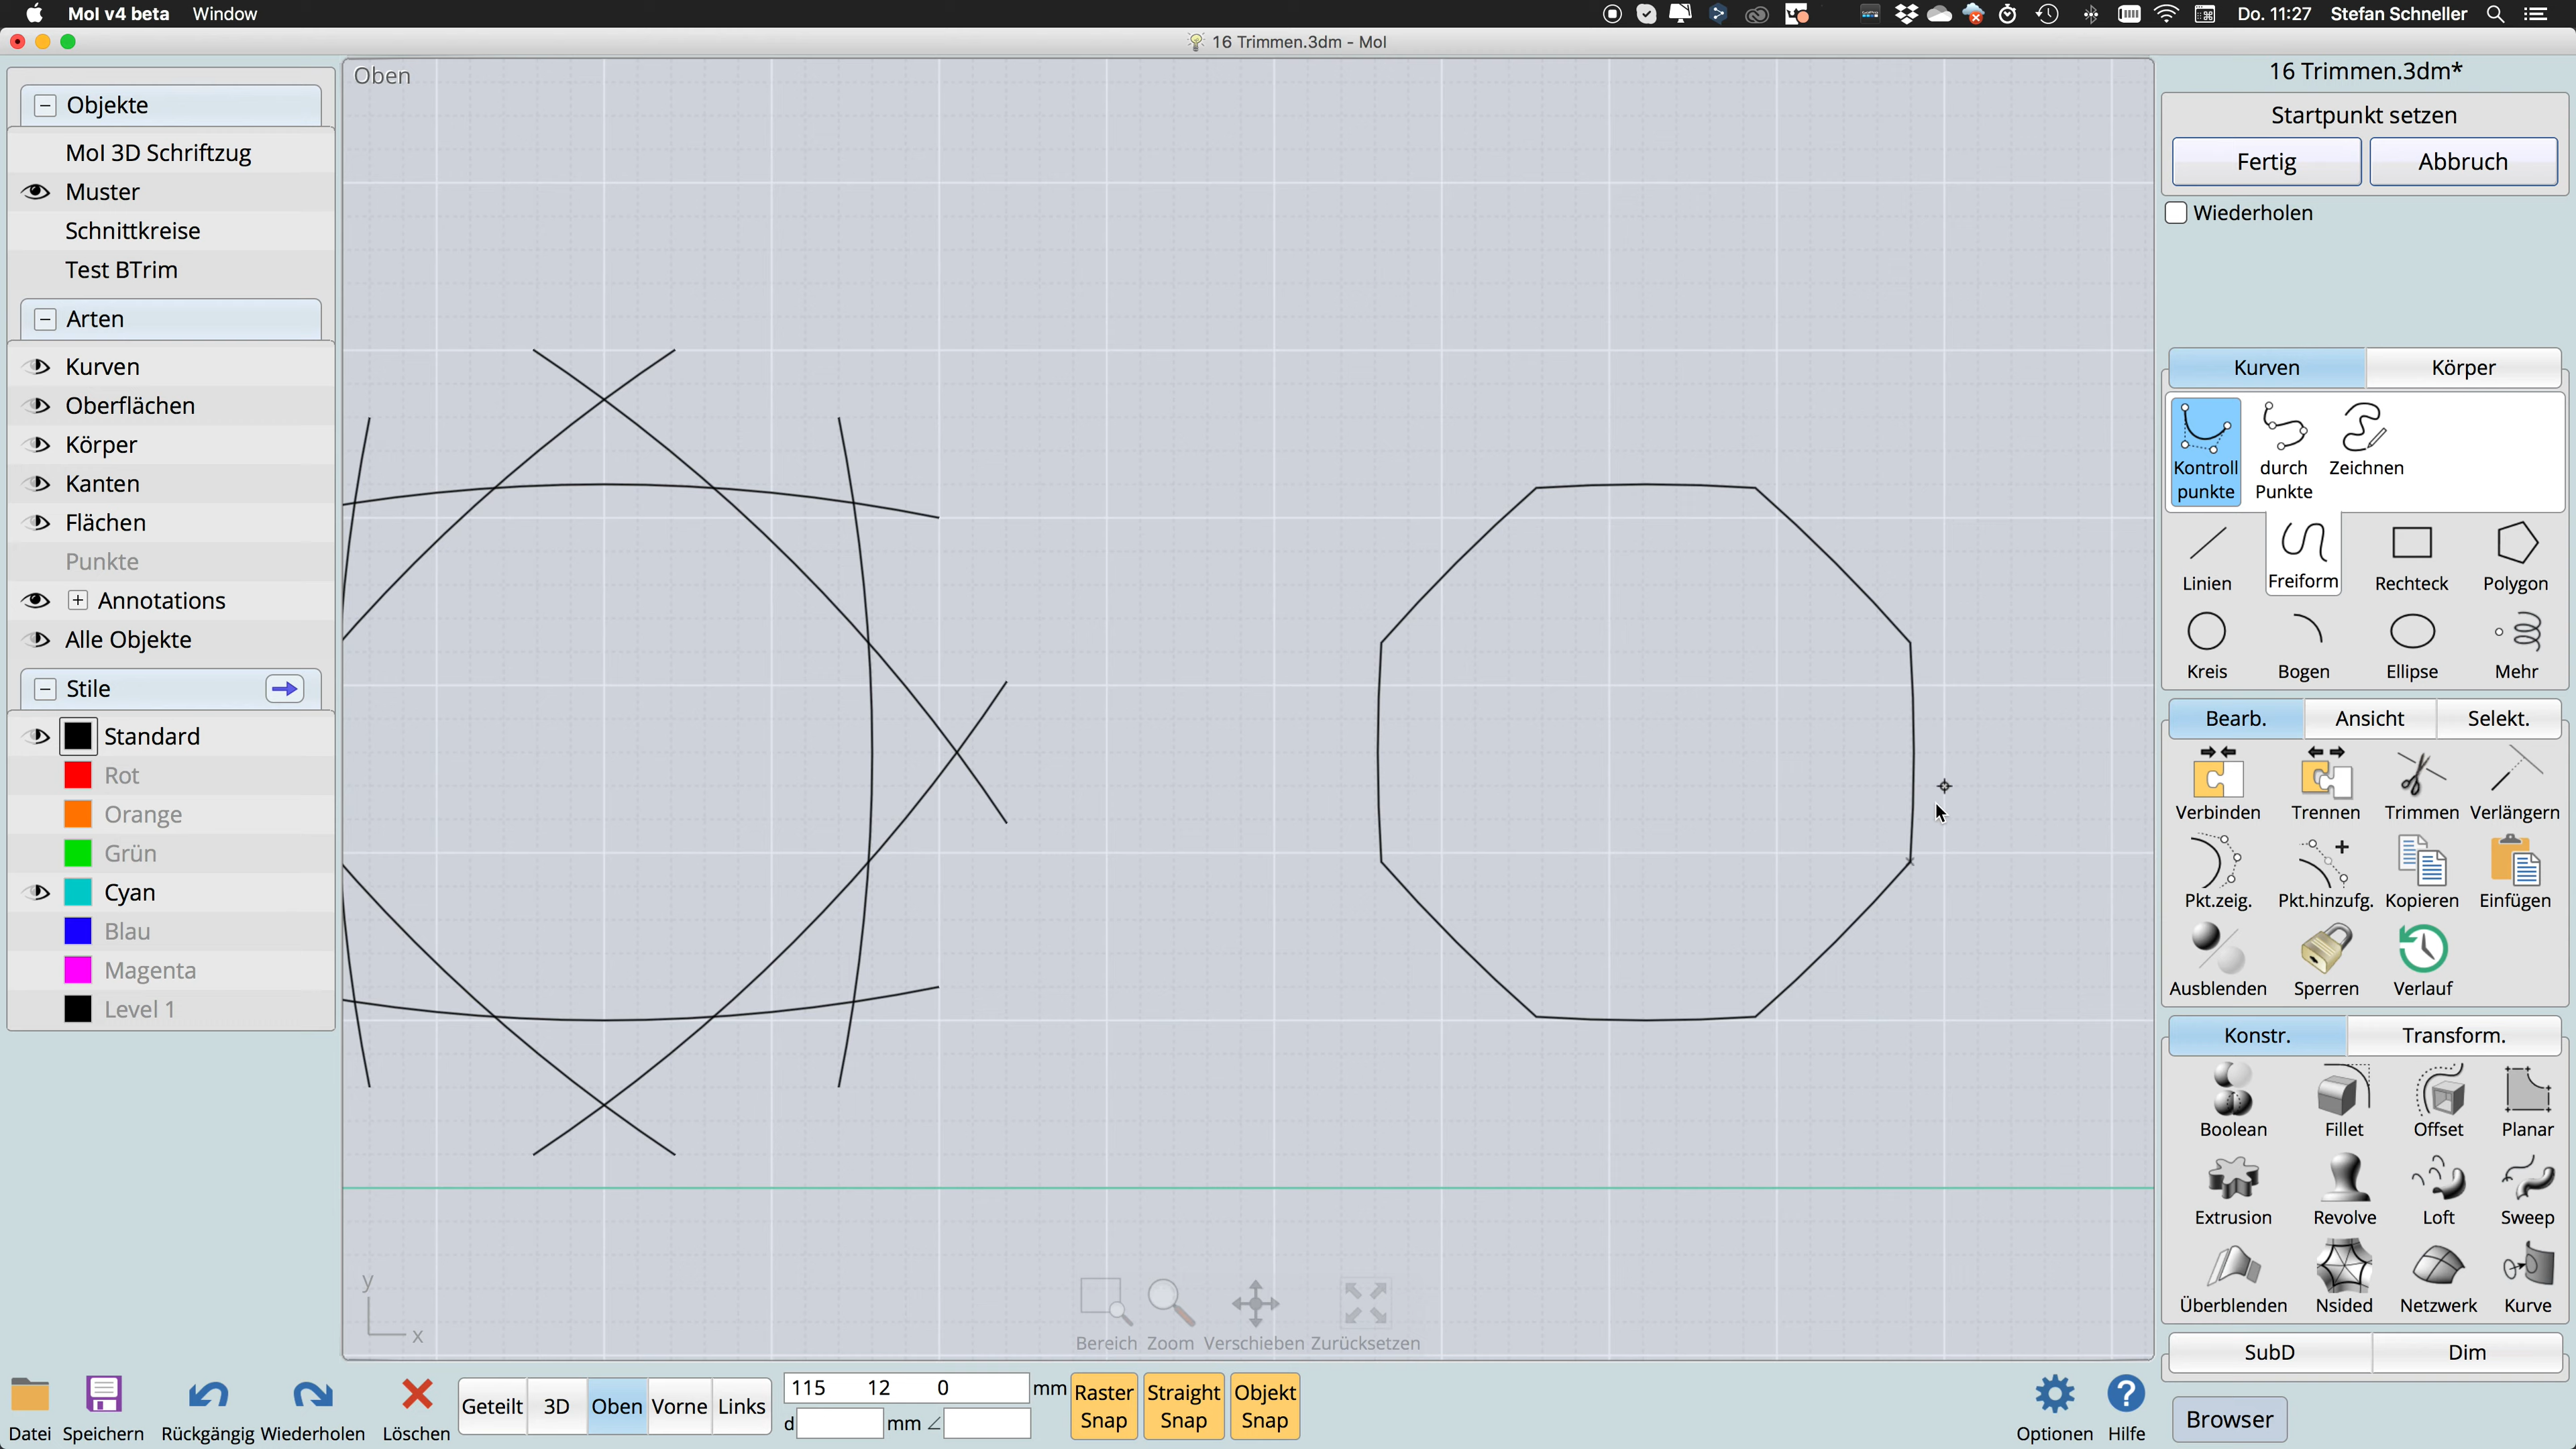 MoI v4 beta Window Do. 11:27 Stefan Schneller
16 Trimmen.3dm - MoI
Oben
16 Trimmen.3dm*
Objekte
MoI 3D Schriftzug
Muster
Schnittkreise
Test BTrim
Arten
Kurven
Oberflächen
Körper
Kanten
Flächen
Punkte
Annotations
Alle Objekte
Stile
Standard
Rot
Orange
Grün
Cyan
Blau
Magenta
Level 1
Startpunkt setzen
Fertig Abbruch
Wiederholen
Kurven Körper
Kontroll durch Zeichnen
punkte Punkte
Linien Freiform Rechteck Polygon
Kreis Bogen Ellipse Mehr
Bearb. Ansicht Selekt.
Verbinden Trennen Trimmen Verlängern
Pkt.zeig. Pkt.hinzufg. Kopieren Einfügen
Ausblenden Sperren Verlauf
Konstr. Transform.
Boolean Fillet Offset Planar
Extrusion Revolve Loft Sweep
Überblenden Nsided Netzwerk Kurve
SubD Dim
y
x
Bereich Zoom Verschieben Zurücksetzen
Datei Speichern Rückgängig Wiederholen Löschen
Geteilt 3D Oben Vorne Links
115 12 0 mm
d mm
Raster Straight Objekt
Snap Snap Snap
Optionen Hilfe
Browser